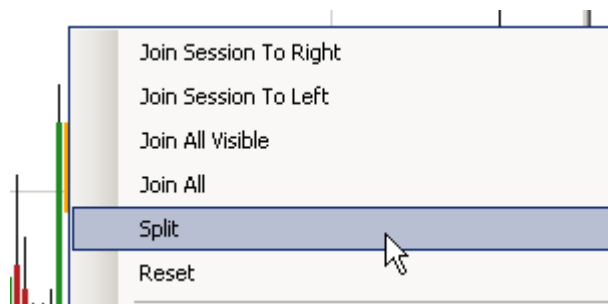 Join Session To Right
Join Session To Left
Join All Visible
Join All
Split
Reset